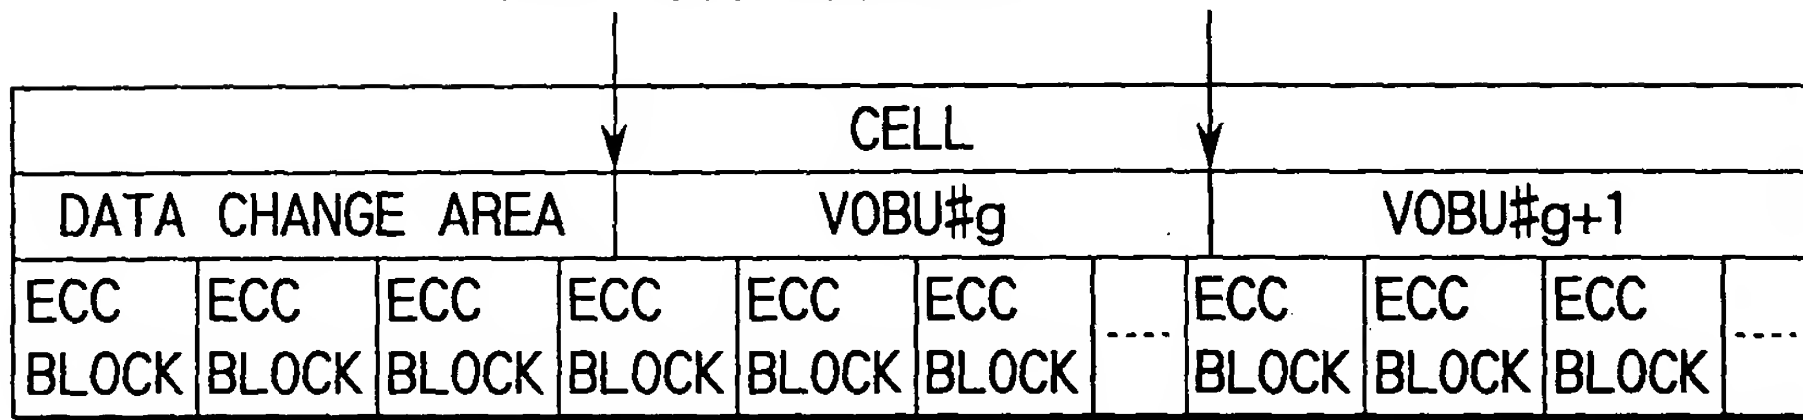 CELL
DATA CHANGE AREA VOBU#g VOBU#g+1
ECC ECC ECC ECC ECC ECC ECC ECC ECC
BLOCK BLOCK BLOCK BLOCK BLOCK BLOCK ---- BLOCK BLOCK BLOCK ----